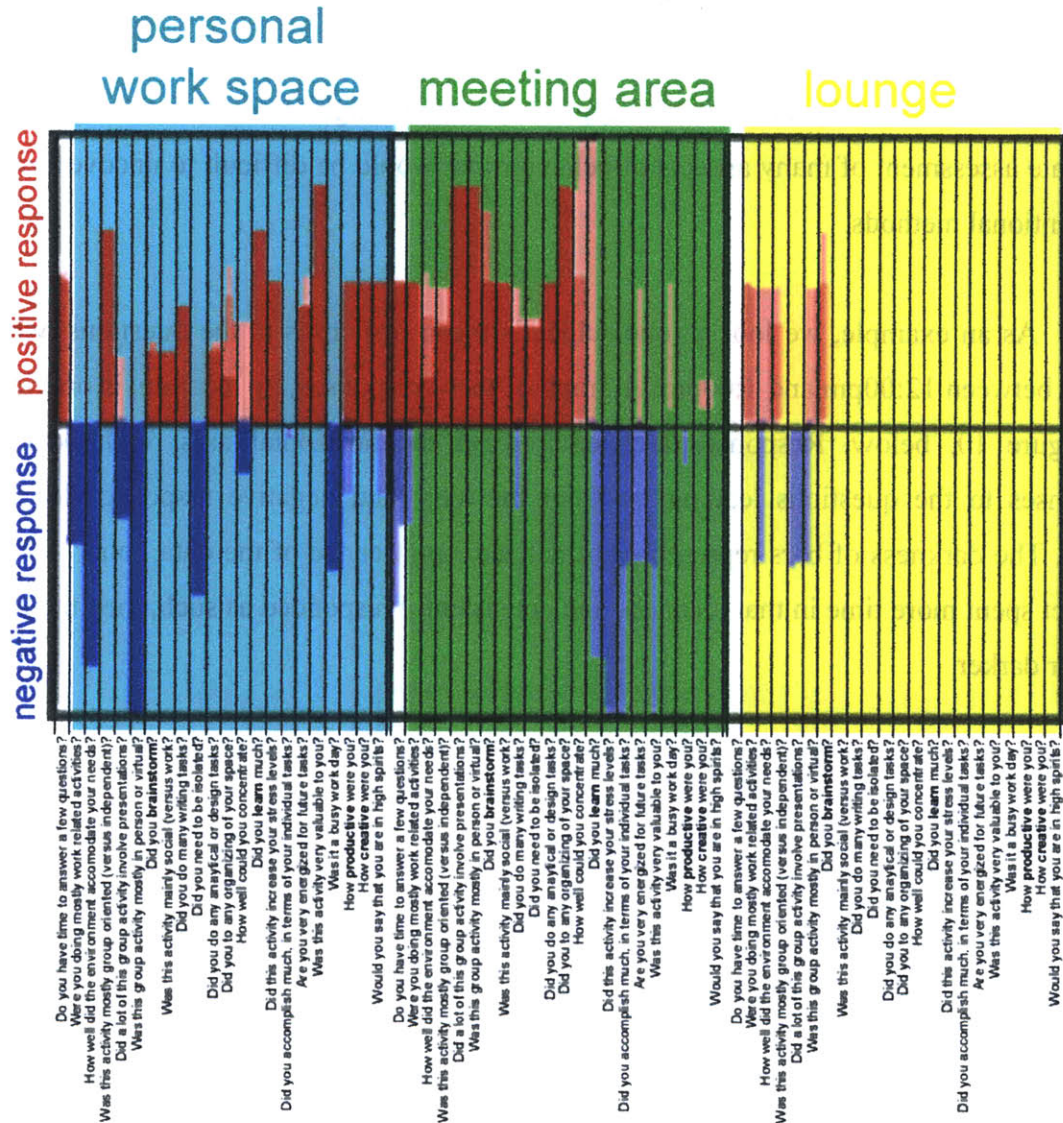 personal
work space
meeting area
lounge
positive response
negative response
Do you have time to answer a few questions?
Were you doing mostly work related activities?
How well did the environment accomodate your needs?
Was this activity mostly group oriented (versus independent)?
Did a lot of this group activity involve presentations?
Was this group activity mostly in person or virtual?
Did you brainstorm?
Was this activity mainly social (versus work?
Did you do many writing tasks?
Did you need to be isolated?
Did you do any anaytical or design tasks?
Did you to any organizing of your space?
How well could you concentrate?
Did you learn much?
Did this activity increase your stress levels?
Did you accomplish much, in terms of your individual tasks?
Are you very energized for future tasks?
Was this activity very valuable to you?
Was it a busy work day?
How productive were you?
How creative were you?
Would you say that you are in high spirits?
Do you have time to answer a few questions?
Were you doing mostly work related activities?
How well did the environment accomodate your needs?
Was this activity mostly group oriented (versus independent)?
Did a lot of this group activity involve presentations?
Was this group activity mostly in person or virtual?
Did you brainstorm?
Was this activity mainly social (versus work?
Did you do many writing tasks?
Did you need to be isolated?
Did you do any anaytical or design tasks?
Did you to any organizing of your space?
How well could you concentrate?
Did you learn much?
Did this activity increase your stress levels?
Did you accomplish much, in terms of your individual tasks?
Are you very energized for future tasks?
Was this activity very valuable to you?
Was it a busy work day?
How productive were you?
How creative were you?
Would you say that you are in high spirits?
Do you have time to answer a few questions?
Were you doing mostly work related activities?
How well did the environment accomodate your needs?
Was this activity mostly group oriented (versus independent)?
Did a lot of this group activity involve presentations?
Was this group activity mostly in person or virtual?
Did you brainstorm?
Was this activity mainly social (versus work?
Did you do many writing tasks?
Did you need to be isolated?
Did you do any anaytical or design tasks?
Did you to any organizing of your space?
How well could you concentrate?
Did you learn much?
Did this activity increase your stress levels?
Did you accomplish much, in terms of your individual tasks?
Are you very energized for future tasks?
Was this activity very valuable to you?
Was it a busy work day?
How productive were you?
How creative were you?
Would you say that you are in high spirits?